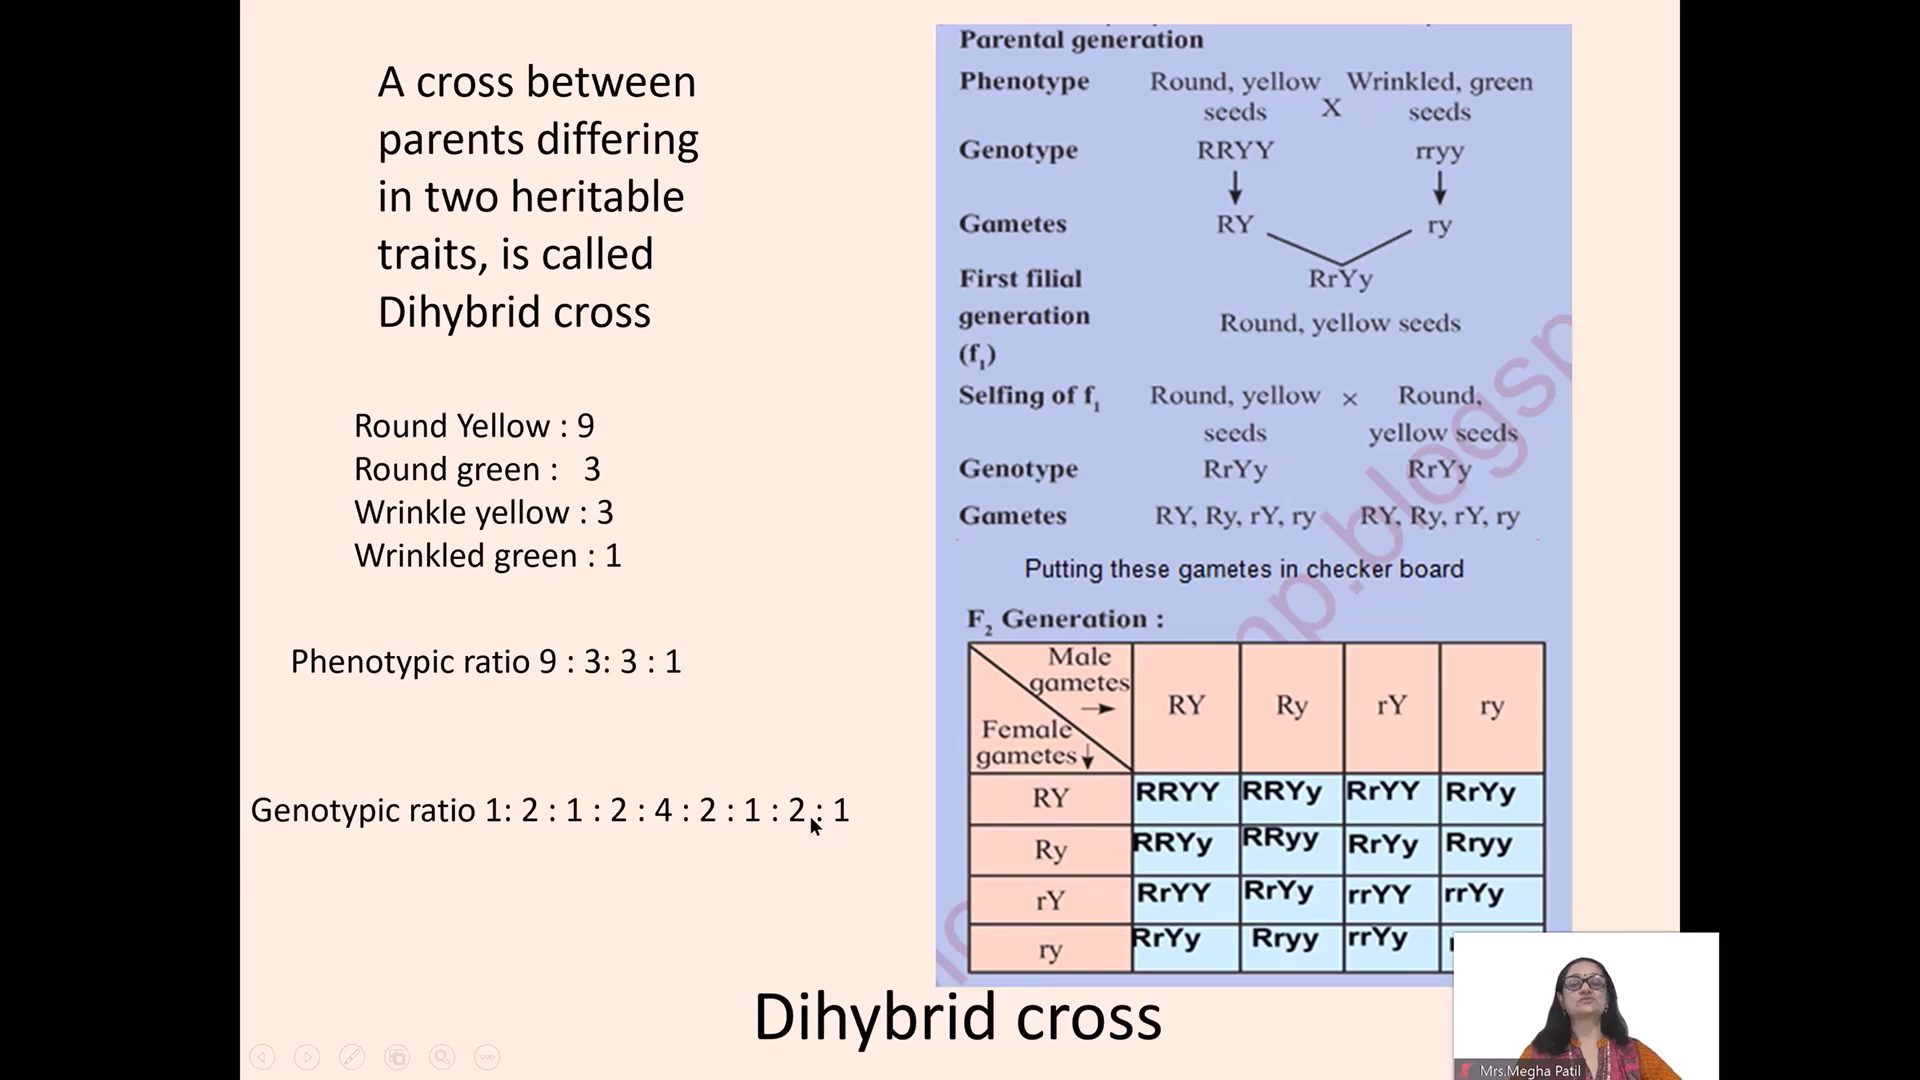 A cross between
parents differing
in two heritable
traits, is called
Dihybrid cross
Round Yellow : 9
Round green : 3
Wrinkle yellow : 3
Wrinkled green : 1
Phenotypic ratio 9 : 3: 3 : 1
Genotypic ratio 1: 2 : 1 : 2 : 4 : 2 : 1 : 2 : 1
Parental generation
Phenotype Round, yellow Wrinkled, green
seeds X seeds
Genotype RRYY rryy
Gametes RY ry
First filial RrYy
generation Round, yellow seeds
(f₁)
Selfing of f₁ Round, yellow × Round,
seeds yellow seeds
Genotype RrYy RrYy
Gametes RY, Ry, rY, ry RY, Ry, rY, ry
Putting these gametes in checker board
F₂ Generation :
Male
gametes
Female
gametes
RY Ry rY ry
RY RRYY RRYy RrYY RrYy
Ry RRYy RRyy RrYy Rryy
rY RrYY RrYy rrYY rrYy
ry RrYy Rryy rrYy
Dihybrid cross
Mrs.Megha Patil